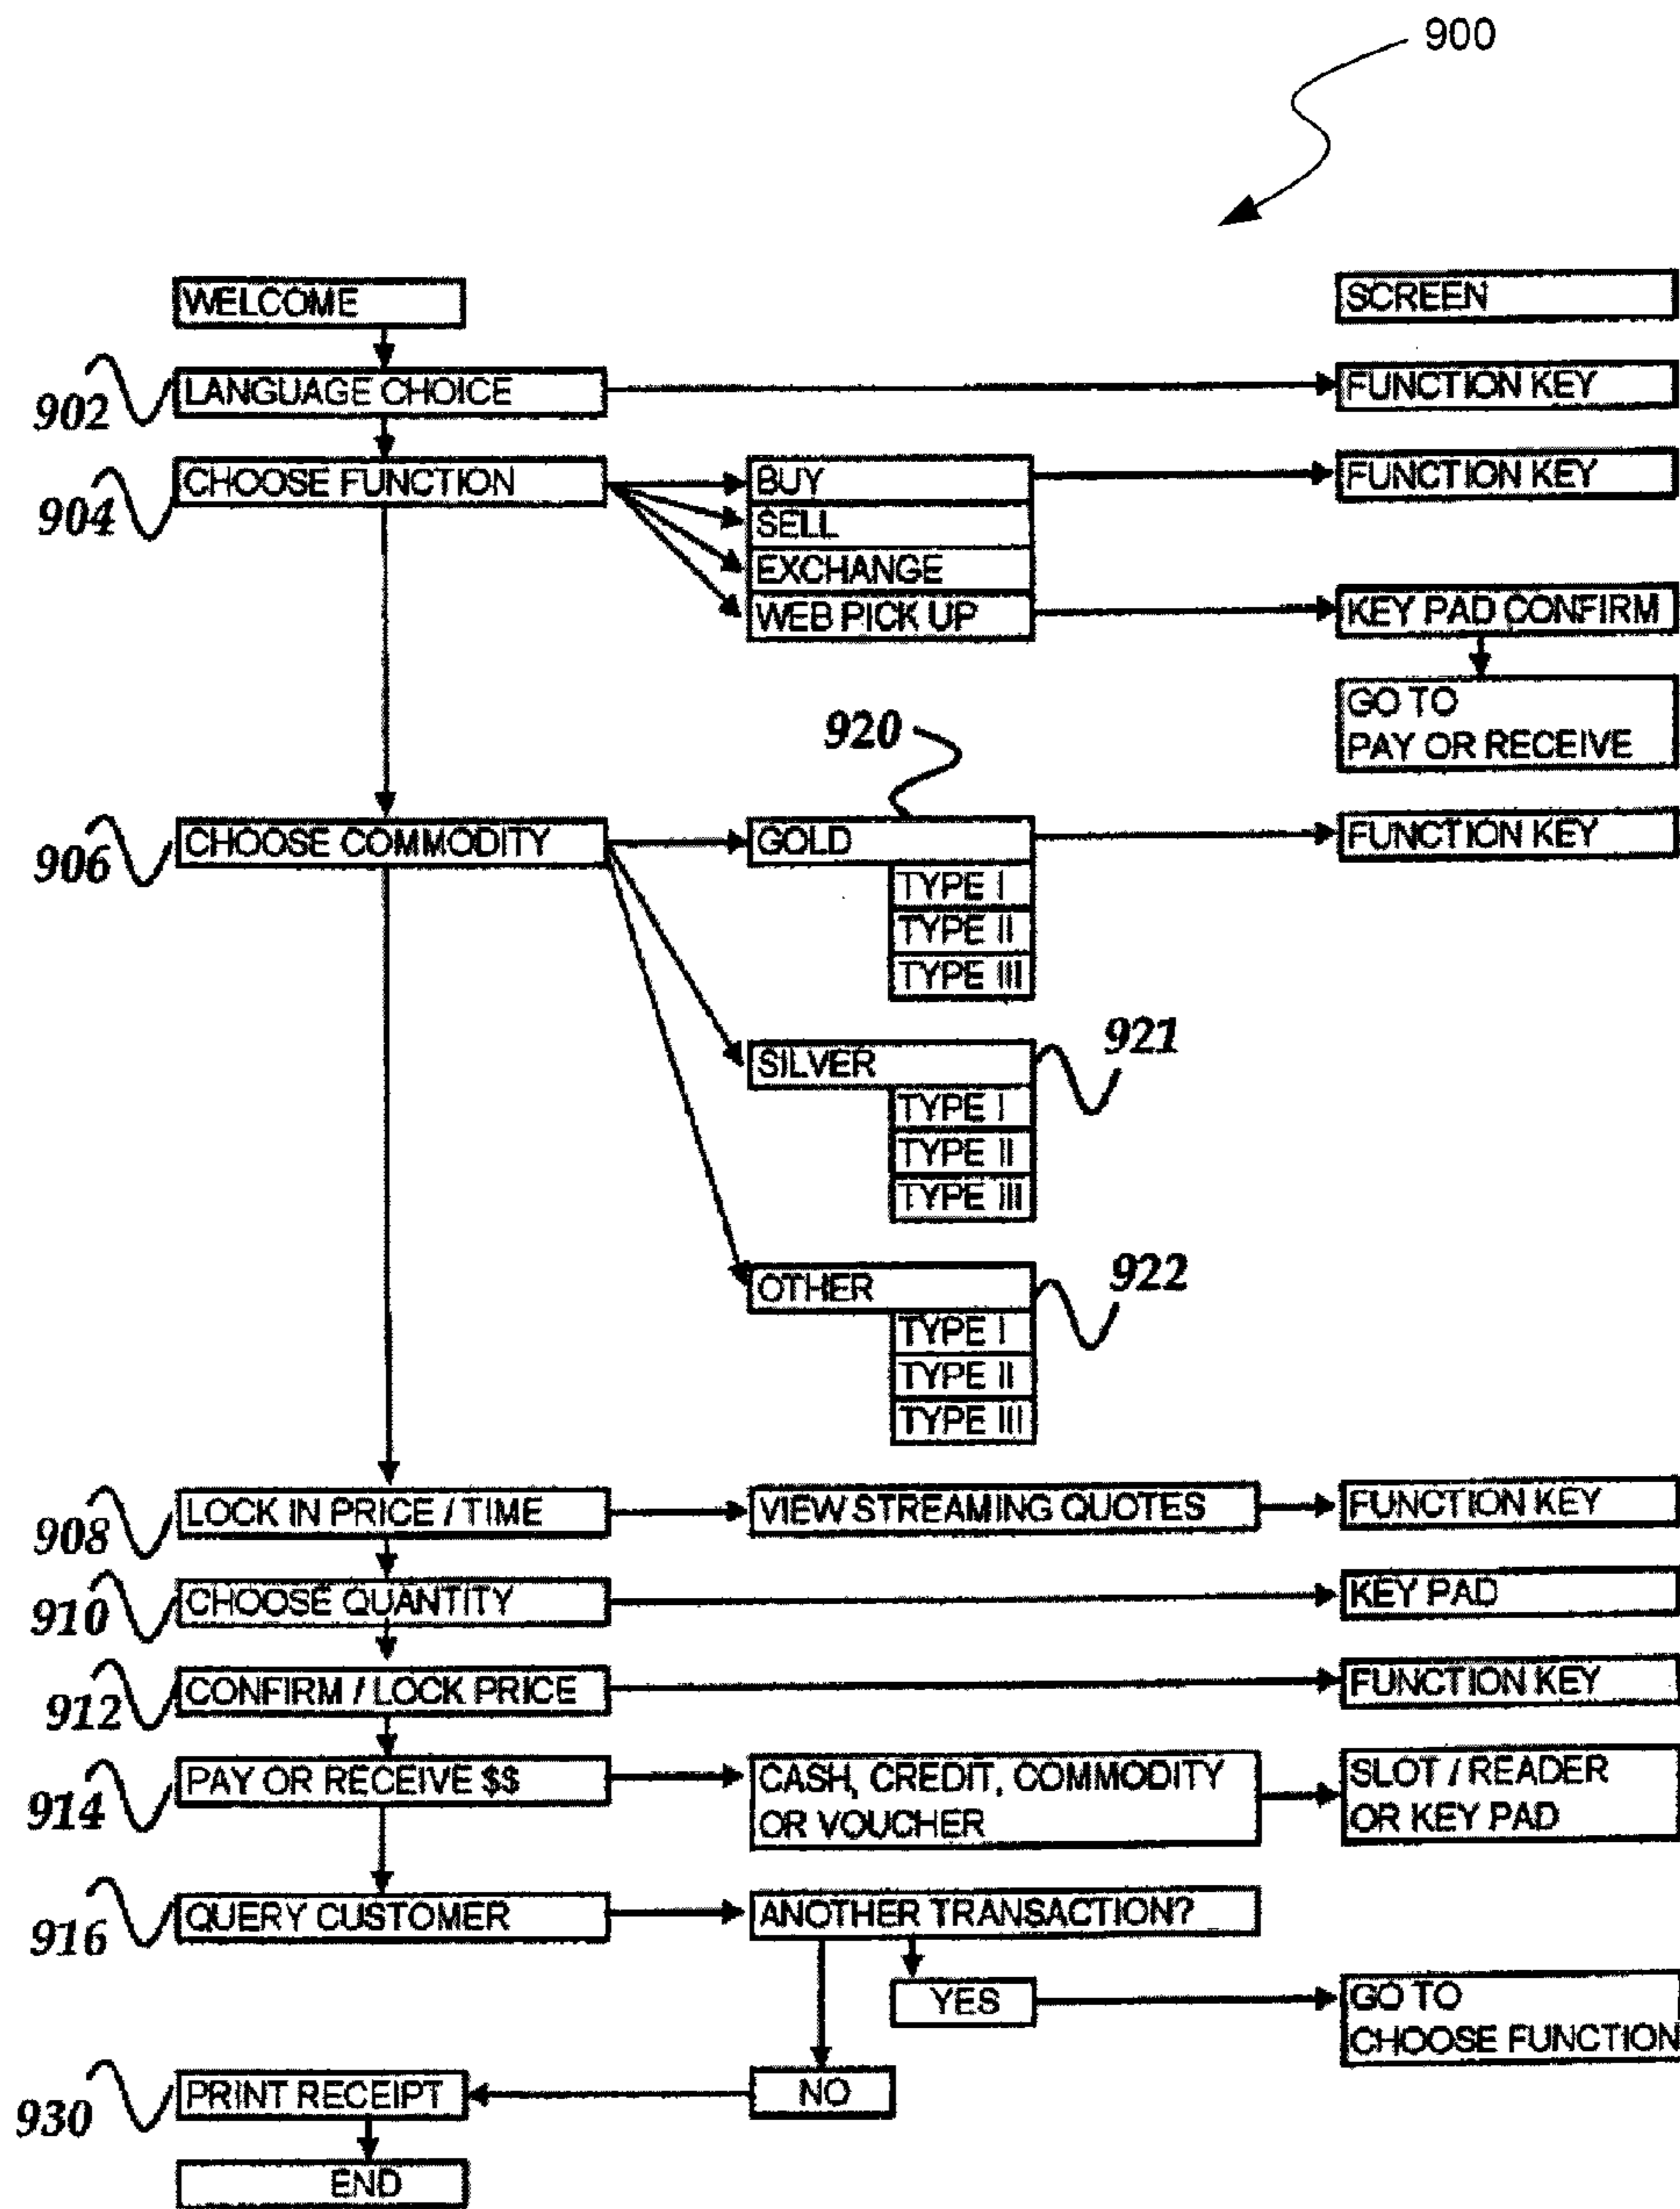 900
WELCOME
SCREEN
902
LANGUAGE CHOICE
FUNCTION KEY
904
CHOOSE FUNCTION
BUY
FUNCTION KEY
SELL
EXCHANGE
WEB PICK UP
KEY PAD CONFIRM
GO TO
PAY OR RECEIVE
920
906
CHOOSE COMMODITY
GOLD
FUNCTION KEY
TYPE I
TYPE II
TYPE III
921
SILVER
TYPE I
TYPE II
TYPE III
922
OTHER
TYPE I
TYPE II
TYPE III
908
LOCK IN PRICE / TIME
VIEW STREAMING QUOTES
FUNCTION KEY
910
CHOOSE QUANTITY
KEY PAD
912
CONFIRM / LOCK PRICE
FUNCTION KEY
914
PAY OR RECEIVE $$
CASH, CREDIT, COMMODITY
OR VOUCHER
SLOT / READER
OR KEY PAD
916
QUERY CUSTOMER
ANOTHER TRANSACTION?
YES
GO TO
CHOOSE FUNCTION
930
PRINT RECEIPT
NO
END